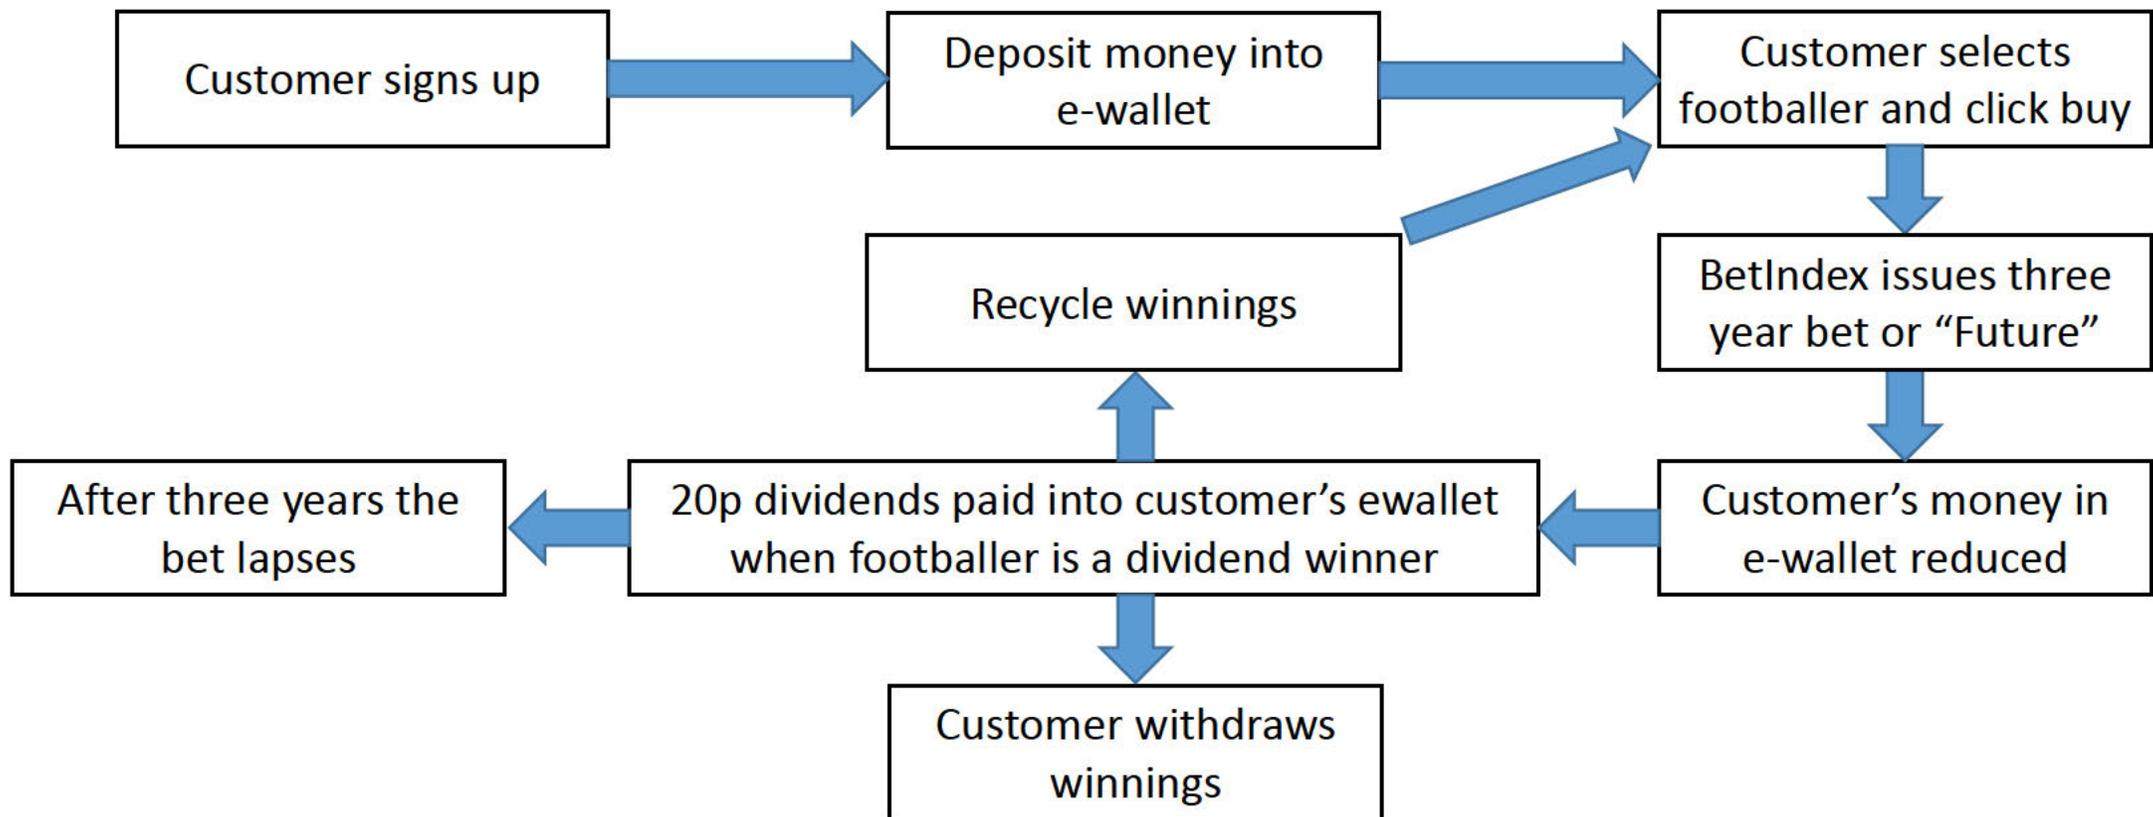 Customer signs up
Deposit money into
e-wallet
Customer selects
footballer and click buy
Recycle winnings
BetIndex issues three
year bet or “Future”
After three years the
bet lapses
20p dividends paid into customer’s ewallet
when footballer is a dividend winner
Customer’s money in
e-wallet reduced
Customer withdraws
winnings